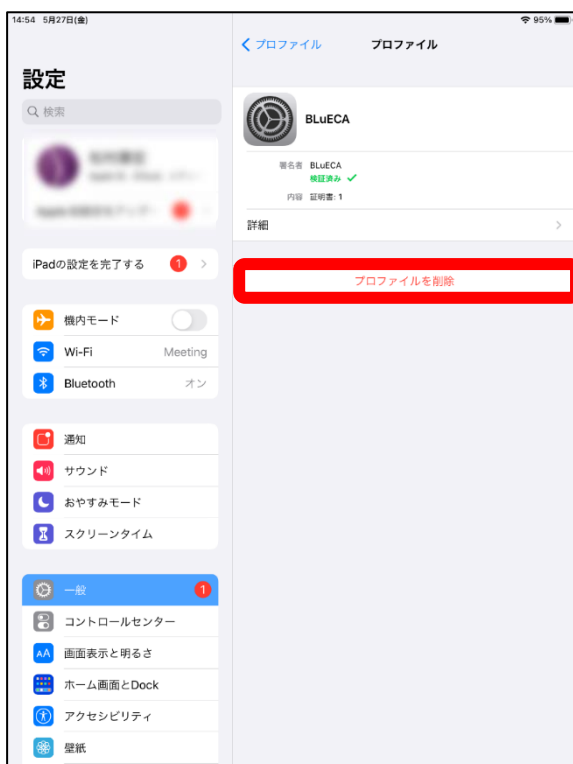 14:54 5月27日(金)
95%
プロファイル
プロファイル
設定
検索
BLuECA
署名者 BLuECA
検証済み
内容 証明書: 1
詳細
プロファイルを削除
iPadの設定を完了する 1
機内モード
Wi-Fi Meeting
Bluetooth オン
通知
サウンド
おやすみモード
スクリーンタイム
一般 1
コントロールセンター
AA 画面表示と明るさ
ホーム画面とDock
アクセシビリティ
壁紙